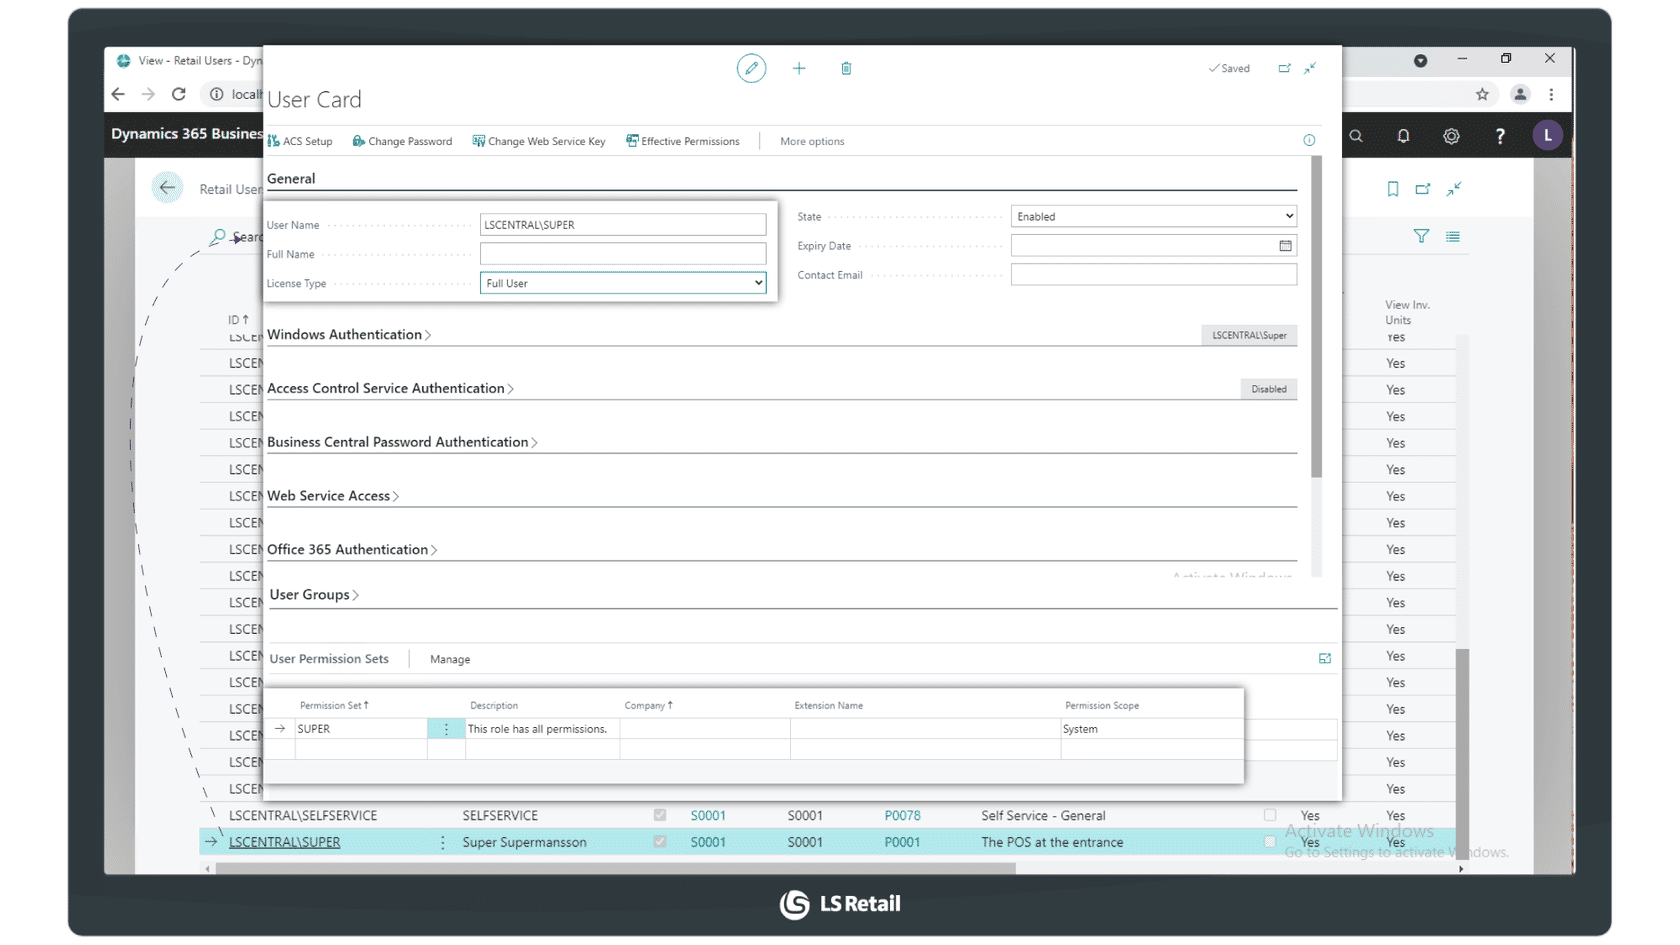 View - Retail Users - Dyn
Saved
User Card
Dynamics 365 Busines
L
ACS Setup Change Password Change Web Service Key Effective Permissions More options
General
Retail User
User Name LSCENTRAL\SUPER State Enabled
Full Name Expiry Date
License Type Full User Contact Email
View Inv.
Units
ID ↑
Windows Authentication > LSCENTRAL\Super
Yes
LSCEN Yes
LSCEN Yes
Access Control Service Authentication > Disabled
LSCEN Yes
LSCEN Yes
Business Central Password Authentication >
LSCEN Yes
LSCEN Yes
Web Service Access >
LSCEN Yes
LSCEN Yes
Office 365 Authentication >
LSCEN Yes
User Groups >
LSCEN Yes
LSCEN Yes
LSCEN Yes
User Permission Sets Manage
LSCEN Yes
LSCEN Yes
Permission Set ↑ Description Company ↑ Extension Name Permission Scope
LSCEN Yes
→ SUPER This role has all permissions. System
LSCEN Yes
LSCEN Yes
LSCENTRAL\SELFSERVICE SELFSERVICE S0001 S0001 P0078 Self Service - General Yes Yes
→ LSCENTRAL\SUPER Super Supermansson S0001 S0001 P0001 The POS at the entrance Yes Yes
Activate Windows
Go to Settings to activate Windows.
LS Retail